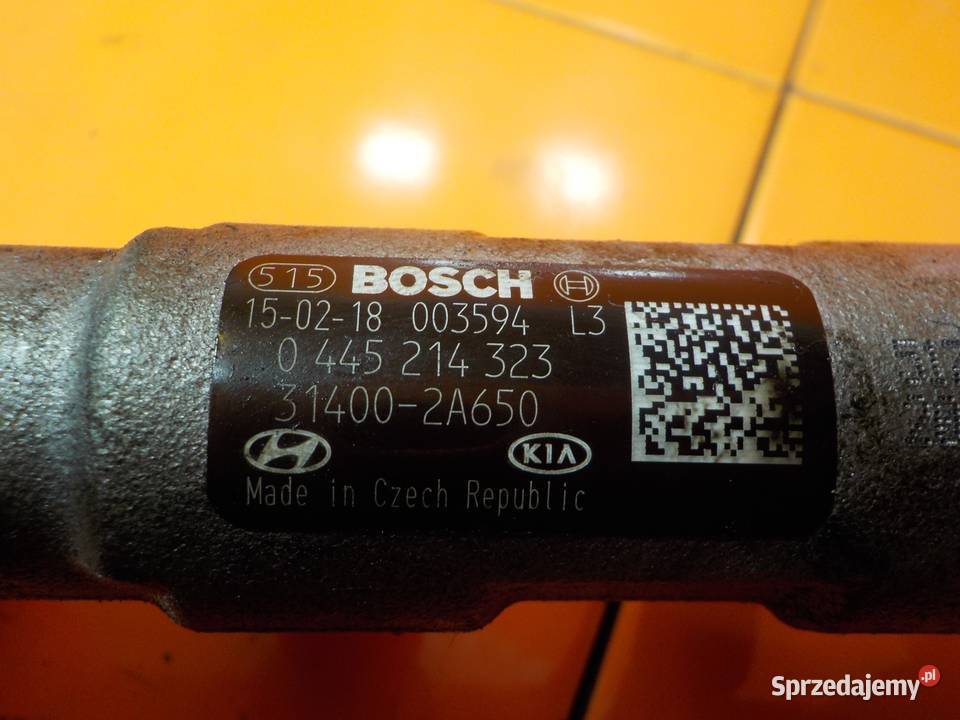 515 BOSCH
15-02-18 003594 L3
0 445 214 323
31400-2A650
KIA
Made in Czech Republic
Sprzedajemy.pl